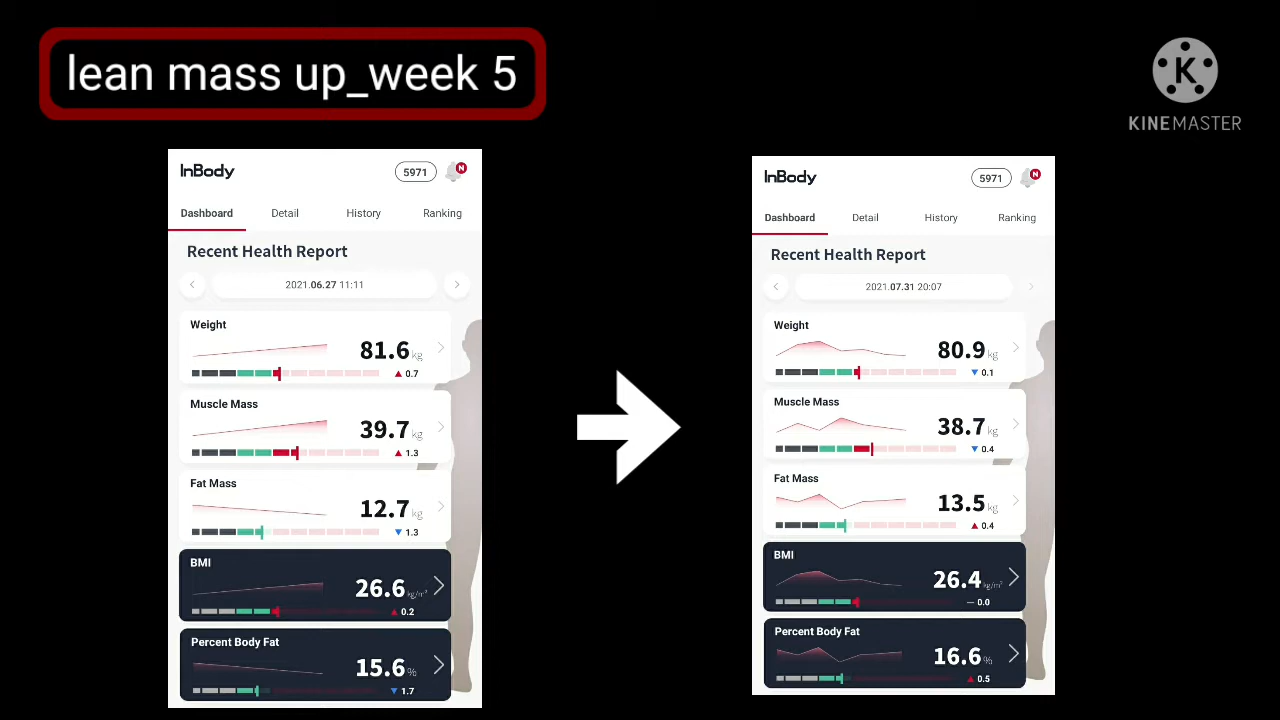 lean mass up_week 5
K
KINEMASTER
InBody
5971
N
Dashboard Detail History Ranking
Recent Health Report
2021.06.27 11:11
Weight
81.6 kg
▲ 0.7
Muscle Mass
39.7 kg
▲ 1.3
Fat Mass
12.7 kg
▼ 1.3
BMI
26.6 kg/m²
▲ 0.2
Percent Body Fat
15.6 %
▼ 1.7
InBody
5971
N
Dashboard Detail History Ranking
Recent Health Report
2021.07.31 20:07
Weight
80.9 kg
▼ 0.1
Muscle Mass
38.7 kg
▼ 0.4
Fat Mass
13.5 kg
▲ 0.4
BMI
26.4 kg/m²
— 0.0
Percent Body Fat
16.6 %
▲ 0.5